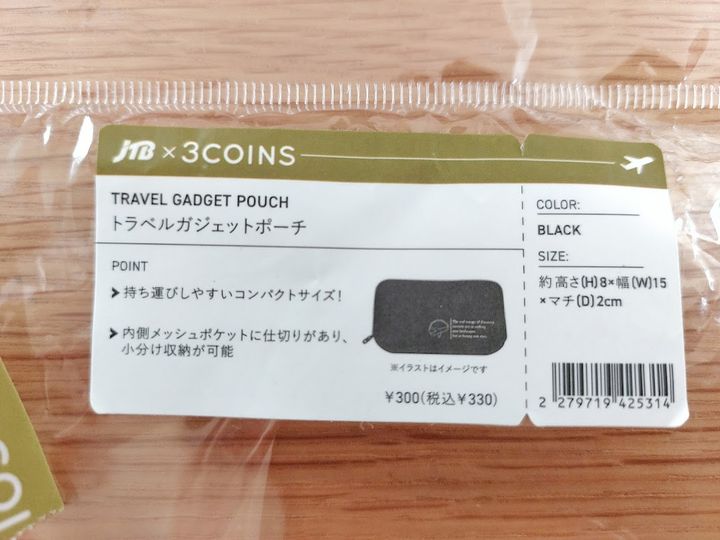 JTB × 3COINS
TRAVEL GADGET POUCH
トラベルガジェットポーチ
POINT
持ち運びしやすいコンパクトサイズ!
内側メッシュポケットに仕切りがあり、
小分け収納が可能
※イラストはイメージです
¥300(税込¥330)
COLOR:
BLACK
SIZE:
約 高さ(H)8×幅(W)15
×マチ(D)2cm
2 279719 425314